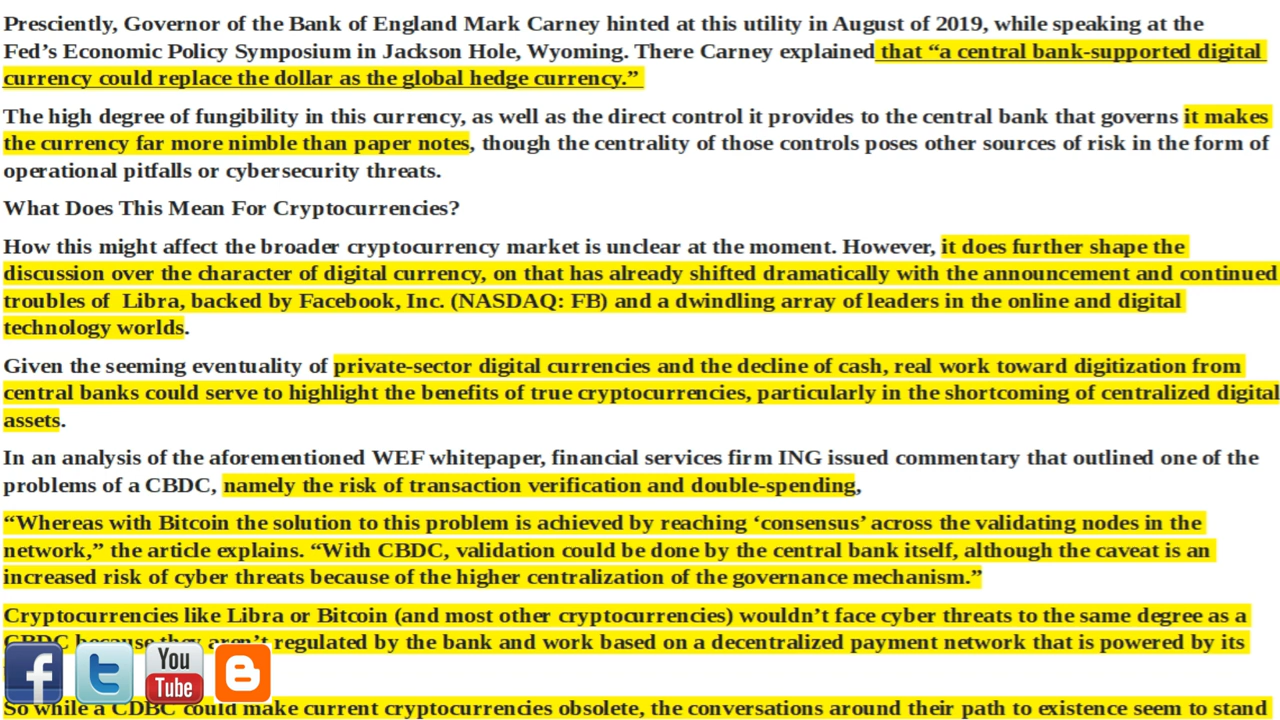 Presciently, Governor of the Bank of England Mark Carney hinted at this utility in August of 2019, while speaking at the
Fed's Economic Policy Symposium in Jackson Hole, Wyoming. There Carney explained that “a central bank-supported digital
currency could replace the dollar as the global hedge currency.”
The high degree of fungibility in this currency, as well as the direct control it provides to the central bank that governs it makes
the currency far more nimble than paper notes, though the centrality of those controls poses other sources of risk in the form of
operational pitfalls or cybersecurity threats.
What Does This Mean For Cryptocurrencies?
How this might affect the broader cryptocurrency market is unclear at the moment. However, it does further shape the
discussion over the character of digital currency, on that has already shifted dramatically with the announcement and continued
troubles of Libra, backed by Facebook, Inc. (NASDAQ: FB) and a dwindling array of leaders in the online and digital
technology worlds.
Given the seeming eventuality of private-sector digital currencies and the decline of cash, real work toward digitization from
central banks could serve to highlight the benefits of true cryptocurrencies, particularly in the shortcoming of centralized digital
assets.
In an analysis of the aforementioned WEF whitepaper, financial services firm ING issued commentary that outlined one of the
problems of a CBDC, namely the risk of transaction verification and double-spending,
“Whereas with Bitcoin the solution to this problem is achieved by reaching ‘consensus’ across the validating nodes in the
network,” the article explains. “With CBDC, validation could be done by the central bank itself, although the caveat is an
increased risk of cyber threats because of the higher centralization of the governance mechanism.”
Cryptocurrencies like Libra or Bitcoin (and most other cryptocurrencies) wouldn’t face cyber threats to the same degree as a
CBDC because they aren’t regulated by the bank and work based on a decentralized payment network that is powered by its
You
Tube
So while a CDBC could make current cryptocurrencies obsolete, the conversations around their path to existence seem to stand